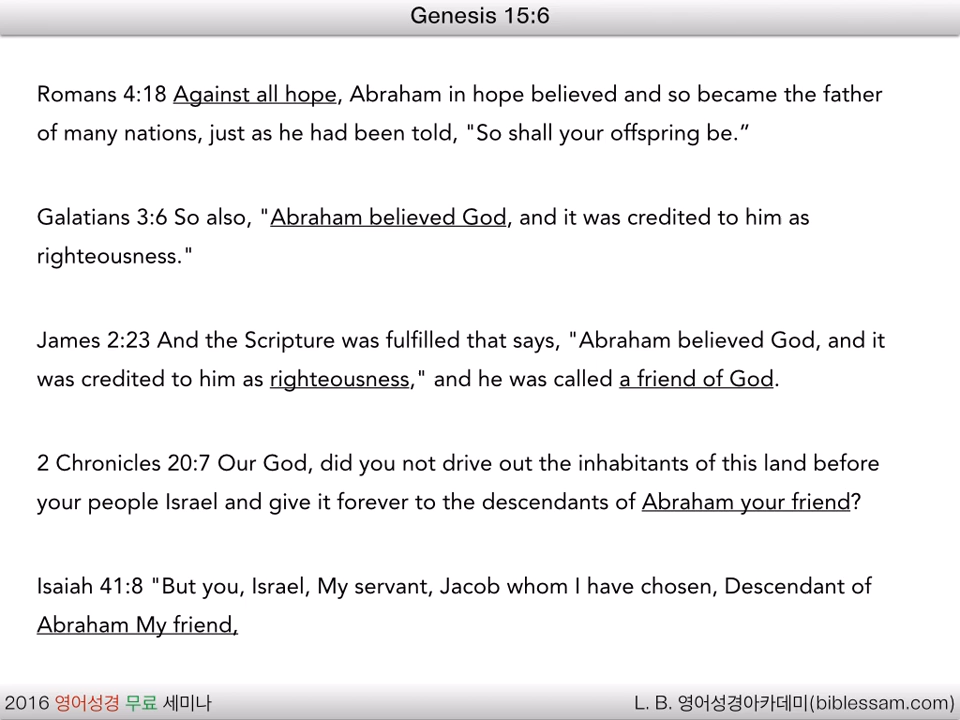 Genesis 15:6
Romans 4:18 Against all hope, Abraham in hope believed and so became the father
of many nations, just as he had been told, "So shall your offspring be.”
Galatians 3:6 So also, "Abraham believed God, and it was credited to him as
righteousness."
James 2:23 And the Scripture was fulfilled that says, "Abraham believed God, and it
was credited to him as righteousness," and he was called a friend of God.
2 Chronicles 20:7 Our God, did you not drive out the inhabitants of this land before
your people Israel and give it forever to the descendants of Abraham your friend?
Isaiah 41:8 "But you, Israel, My servant, Jacob whom I have chosen, Descendant of
Abraham My friend,
2016 영어성경 무료 세미나
L. B. 영어성경아카데미(biblessam.com)